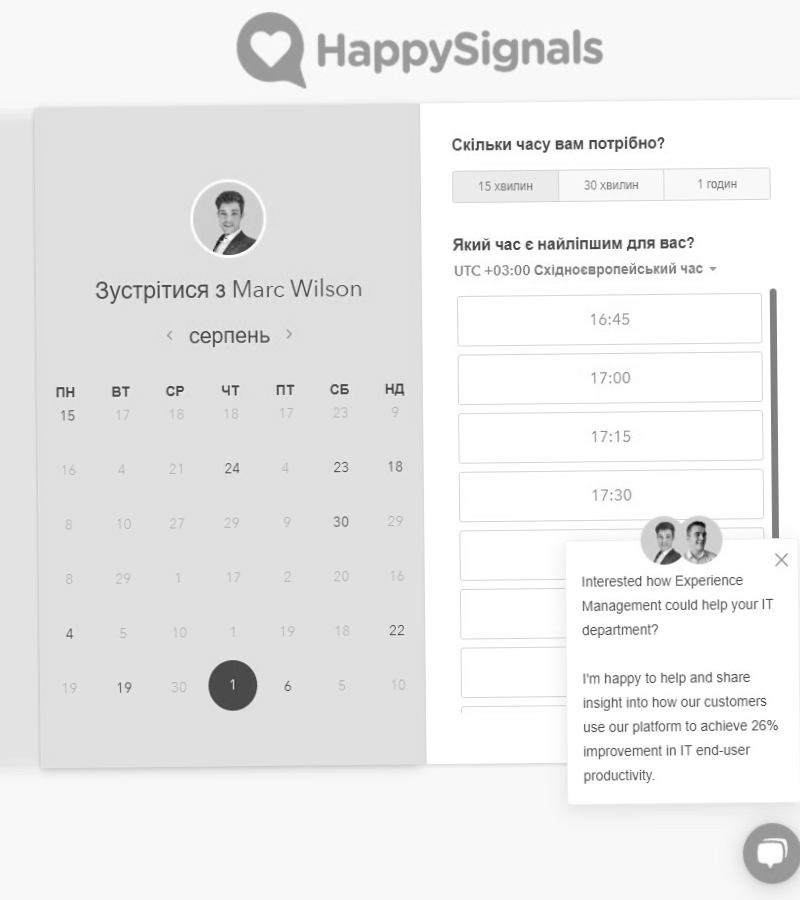 HappySignals
Зустрітися з Marc Wilson
серпень
ПН ВТ СР ЧТ ПТ СБ НД
15 17 18 18 17 23 9
16 4 21 24 4 23 18
8 10 27 29 9 30 29
8 29 1 17 2 20 16
4 5 10 1 19 18 22
19 19 30 1 6 5 10
Скільки часу вам потрібно?
15 хвилин 30 хвилин 1 годин
Який час є найліпшим для вас?
UTC +03:00 Східноєвропейський час
16:45
17:00
17:15
17:30
Interested how Experience
Management could help your IT
department?
I'm happy to help and share
insight into how our customers
use our platform to achieve 26%
improvement in IT end-user
productivity.